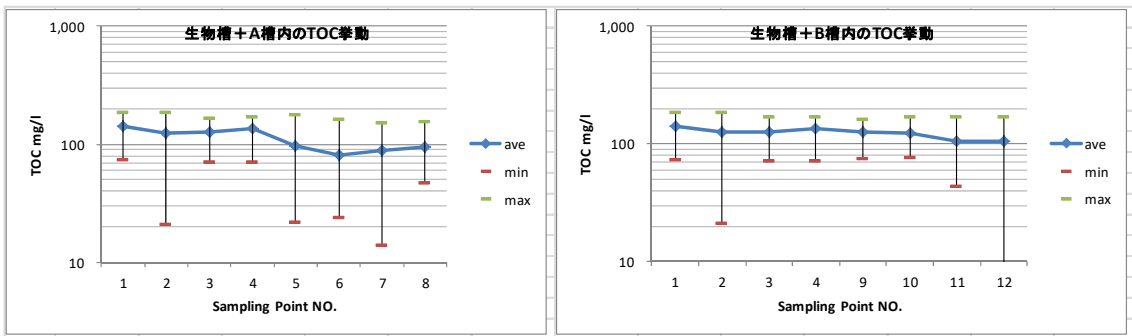 生物槽+A槽内のTOC挙動
1,000
100
10
TOC mg/l
1 2 3 4 5 6 7 8
Sampling Point NO.
ave
min
max
生物槽+B槽内のTOC挙動
1,000
100
10
TOC mg/l
1 2 3 4 9 10 11 12
Sampling Point NO.
ave
min
max